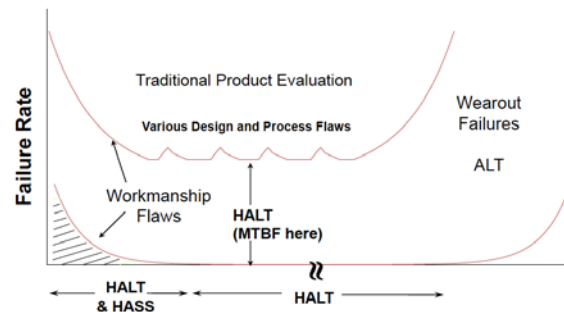 Traditional Product Evaluation
Various Design and Process Flaws
Wearout
Failures
ALT
Failure Rate
Workmanship
Flaws
HALT
(MTBF here)
HALT
& HASS
HALT